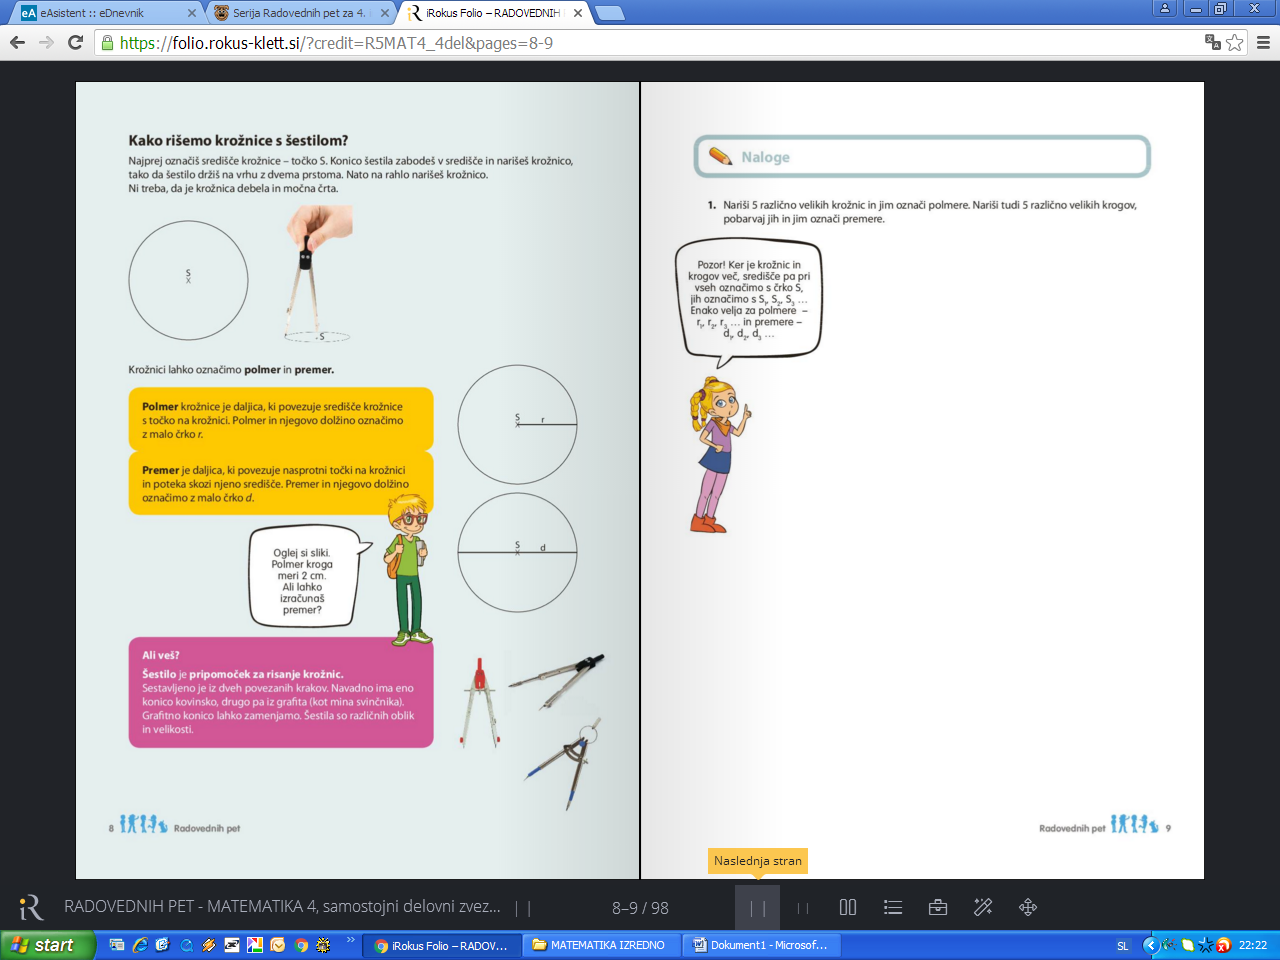 eAsistent :: eDnevnik
Serija Radovednih pet za 4.
iRokus Folio – RADOVEDNIH
https://folio.rokus-klett.si/?credit=R5MAT4_4del&pages=8-9
Kako rišemo krožnice s šestilom?
Najprej označiš središče krožnice – točko S. Konico šestila zabodeš v središče in narišeš krožnico,
tako da šestilo držiš na vrhu z dvema prstoma. Nato na rahlo narišeš krožnico.
Ni treba, da je krožnica debela in močna črta.
S
S
Krožnici lahko označimo polmer in premer.
Polmer krožnice je daljica, ki povezuje središče krožnice
s točko na krožnici. Polmer in njegovo dolžino označimo
z malo črko r.
S r
Premer je daljica, ki povezuje nasprotni točki na krožnici
in poteka skozi njeno središče. Premer in njegovo dolžino
označimo z malo črko d.
S d
Oglej si sliki.
Polmer kroga
meri 2 cm.
Ali lahko
izračunaš
premer?
Ali veš?
Šestilo je pripomoček za risanje krožnic.
Sestavljeno je iz dveh povezanih krakov. Navadno ima eno
konico kovinsko, drugo pa iz grafita (kot mina svinčnika).
Grafitno konico lahko zamenjamo. Šestila so različnih oblik
in velikosti.
8 Radovednih pet
Naloge
1. Nariši 5 različno velikih krožnic in jim označi polmere. Nariši tudi 5 različno velikih krogov,
pobarvaj jih in jim označi premere.
Pozor! Ker je krožnic in
krogov več, središče pa pri
vseh označimo s črko S,
jih označimo s S₁, S₂, S₃ ...
Enako velja za polmere –
r₁, r₂, r₃ ... in premere –
d₁, d₂, d₃ ...
Radovednih pet 9
Naslednja stran
RADOVEDNIH PET - MATEMATIKA 4, samostojni delovni zvez...
8–9 / 98
start
iRokus Folio – RADOV...
MATEMATIKA IZREDNO
Dokument1 - Microsof...
SL
22:22